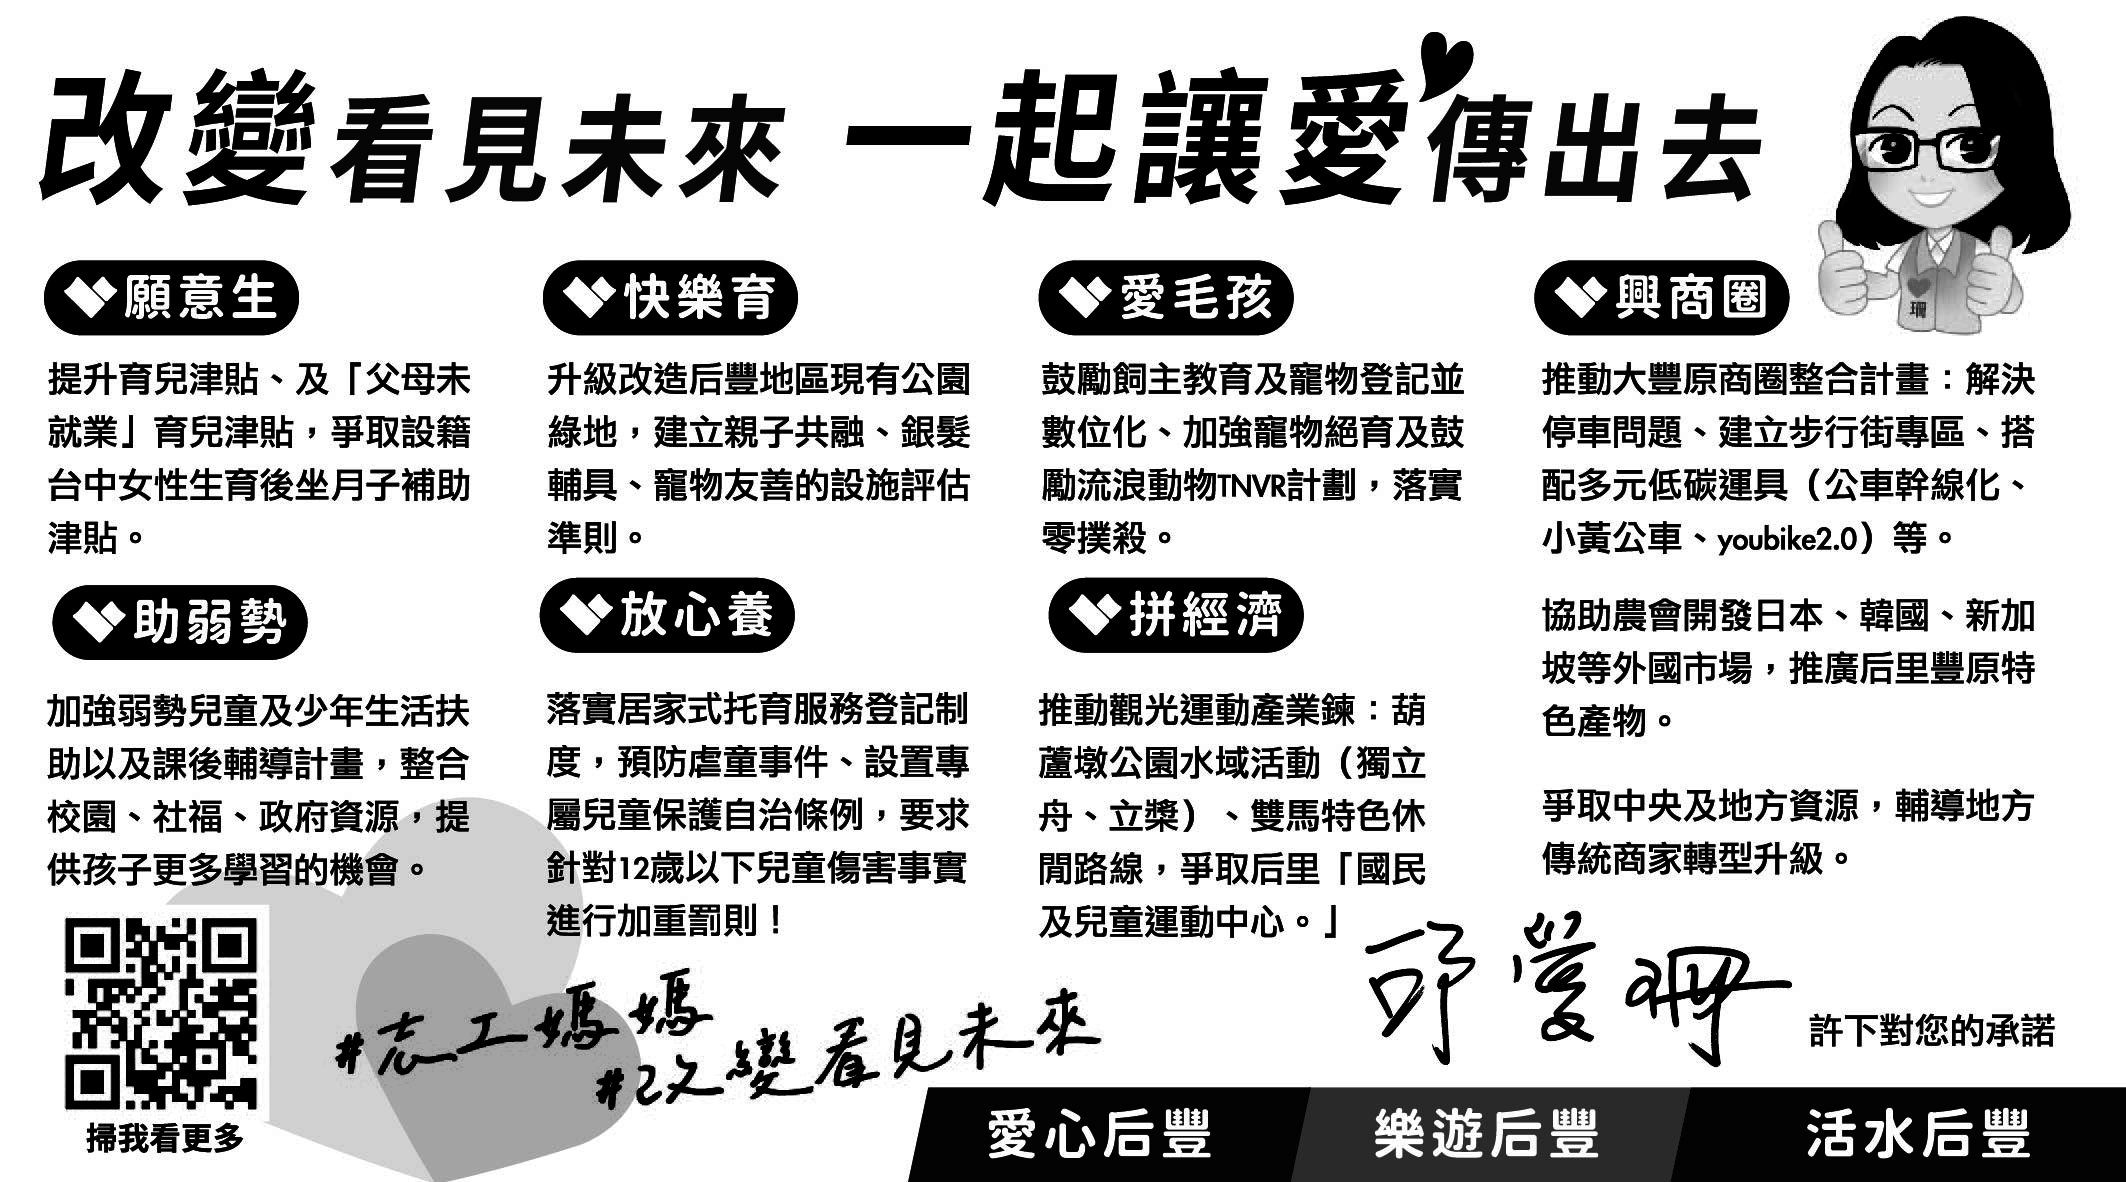 改變看見未來 一起讓愛傳出去
願意生
提升育兒津貼、及「父母未
就業」育兒津貼，爭取設籍
台中女性生育後坐月子補助
津貼。
快樂育
升級改造后豐地區現有公園
綠地，建立親子共融、銀髮
輔具、寵物友善的設施評估
準則。
愛毛孩
鼓勵飼主教育及寵物登記並
數位化、加強寵物絕育及鼓
勵流浪動物TNVR計劃，落實
零撲殺。
興商圈
推動大豐原商圈整合計畫：解決
停車問題、建立步行街專區、搭
配多元低碳運具（公車幹線化、
小黃公車、youbike2.0）等。
協助農會開發日本、韓國、新加
坡等外國市場，推廣后里豐原特
色產物。
爭取中央及地方資源，輔導地方
傳統商家轉型升級。
助弱勢
加強弱勢兒童及少年生活扶
助以及課後輔導計畫，整合
校園、社福、政府資源，提
供孩子更多學習的機會。
放心養
落實居家式托育服務登記制
度，預防虐童事件、設置專
屬兒童保護自治條例，要求
針對12歲以下兒童傷害事實
進行加重罰則！
拼經濟
推動觀光運動產業鍊：葫
蘆墩公園水域活動（獨立
舟、立槳）、雙馬特色休
閒路線，爭取后里「國民
及兒童運動中心。」
珊
掃我看更多
#志工媽媽
#改變看見未來
邱愛珊
許下對您的承諾
愛心后豐
樂遊后豐
活水后豐